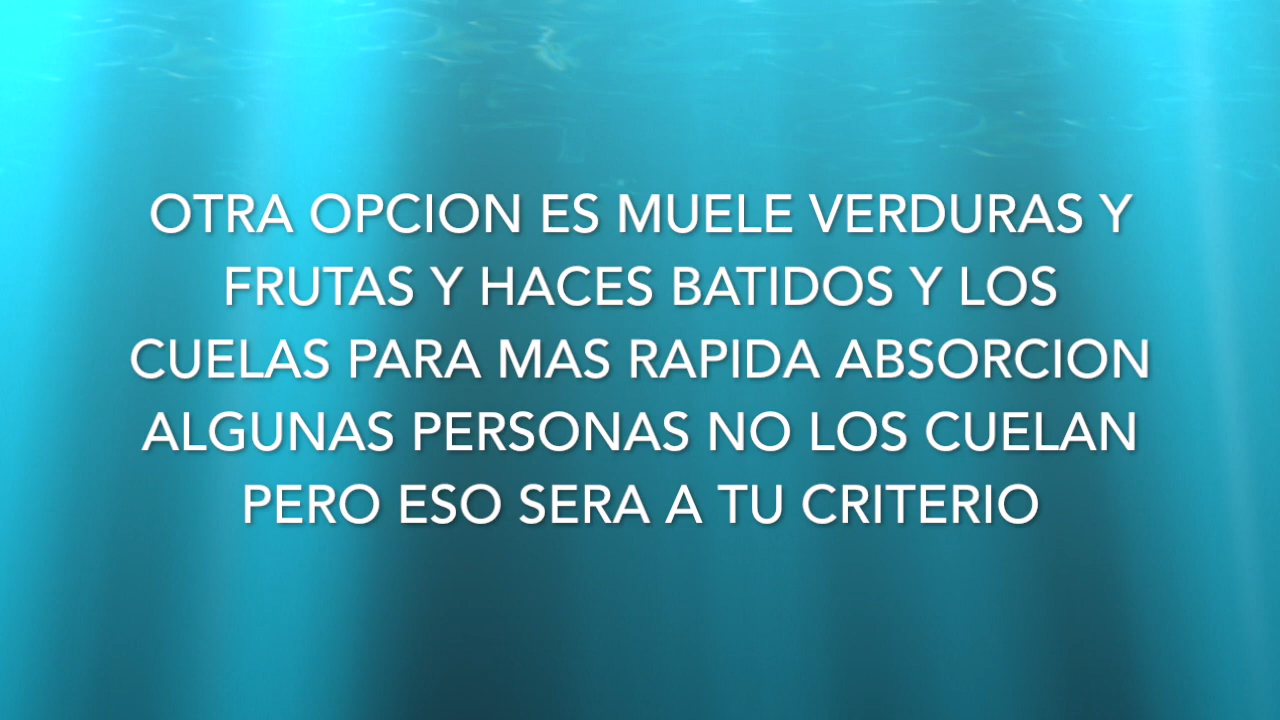 OTRA OPCION ES MUELE VERDURAS Y
FRUTAS Y HACES BATIDOS Y LOS
CUELAS PARA MAS RAPIDA ABSORCION
ALGUNAS PERSONAS NO LOS CUELAN
PERO ESO SERA A TU CRITERIO